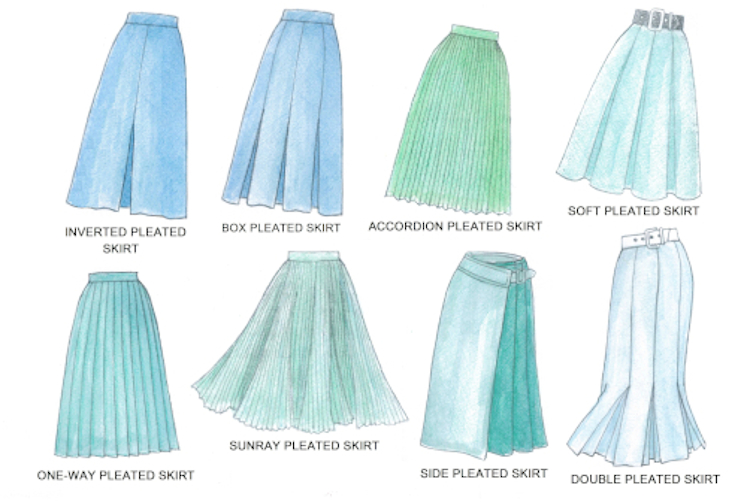 INVERTED PLEATED
SKIRT
BOX PLEATED SKIRT
ACCORDION PLEATED SKIRT
SOFT PLEATED SKIRT
ONE-WAY PLEATED SKIRT
SUNRAY PLEATED SKIRT
SIDE PLEATED SKIRT
DOUBLE PLEATED SKIRT